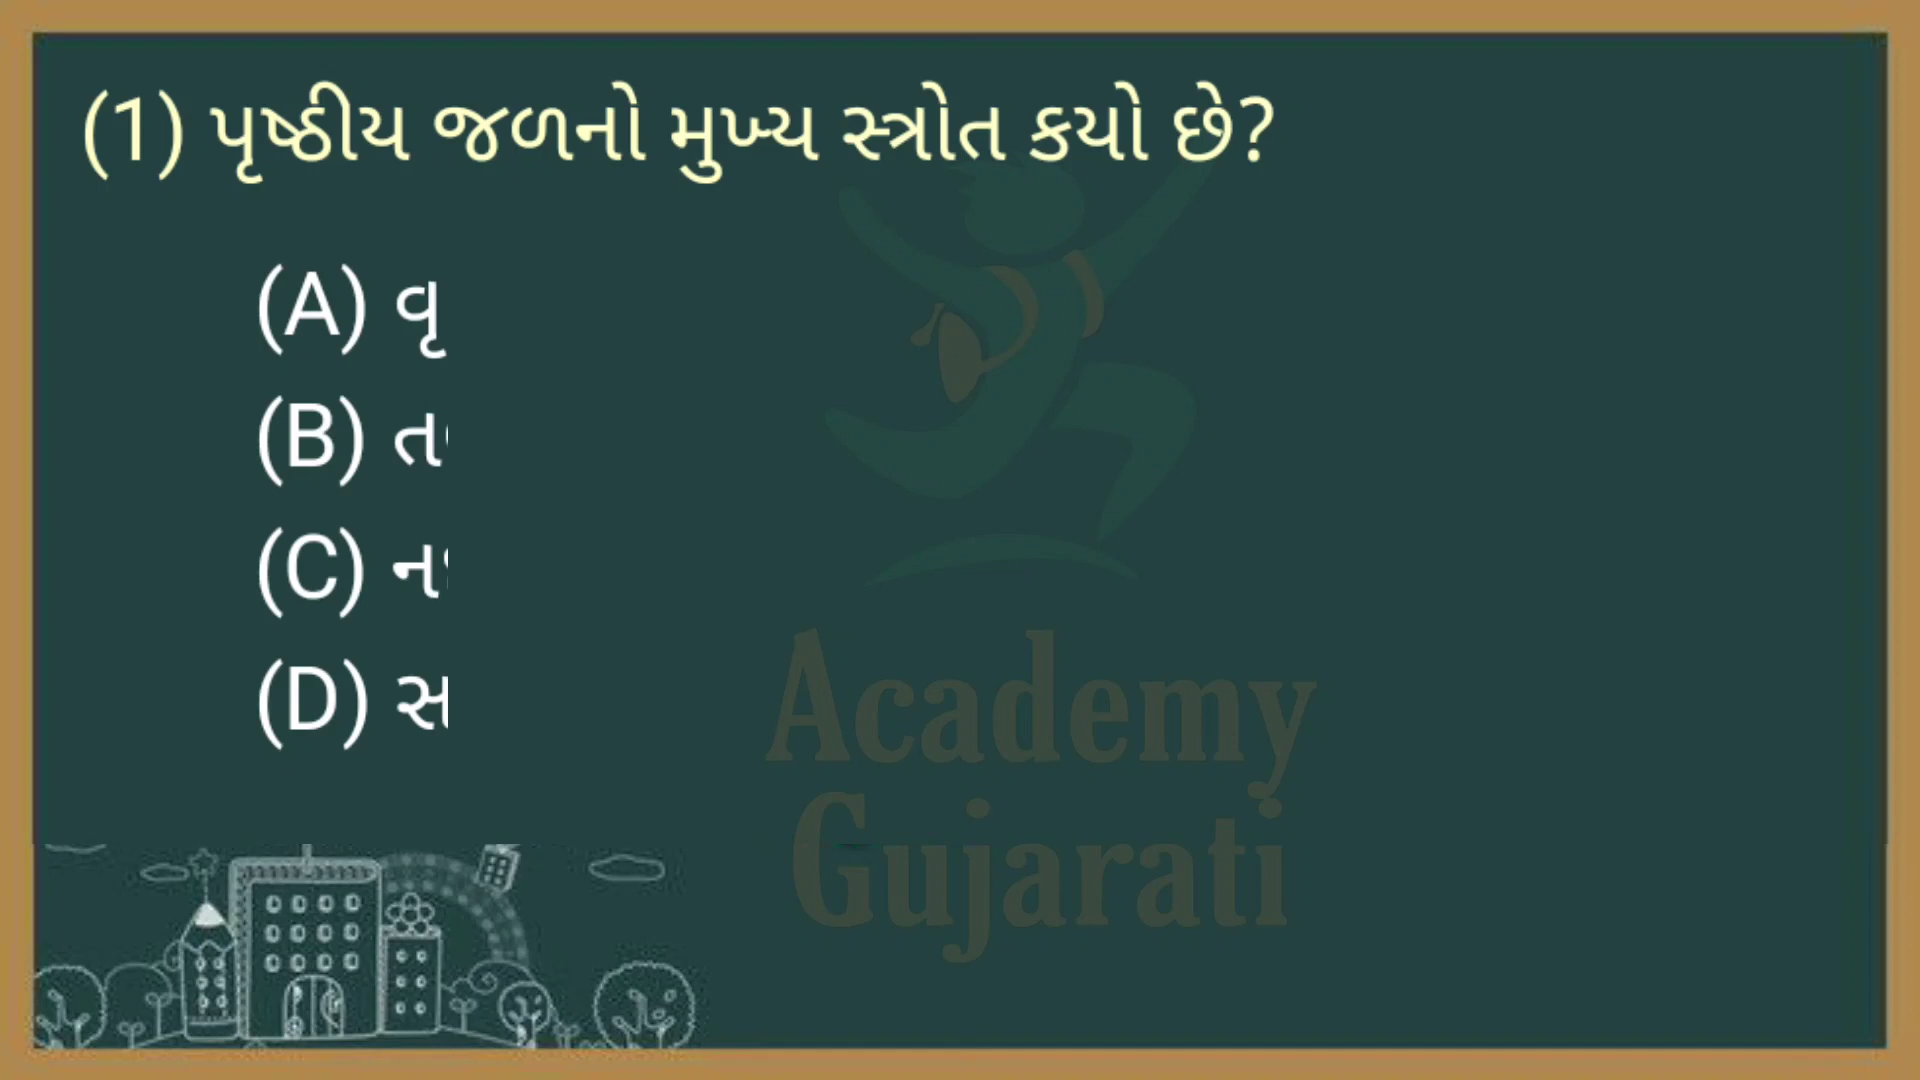 (1) પૃષ્ઠીય જળનો મુખ્ય સ્ત્રોત કયો છે?
(A) વૃ
(B) ત
(C) ન
(D) સ
Academy
Gujarati